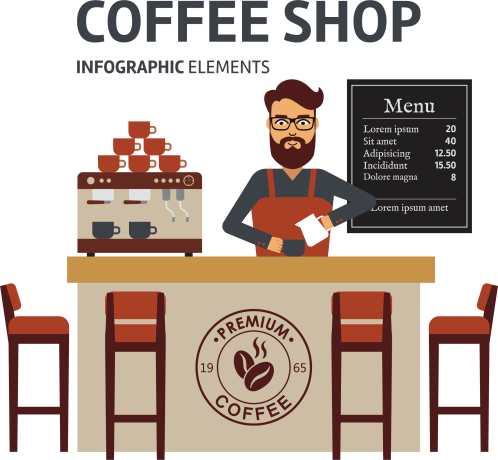 COFFEE SHOP
INFOGRAPHIC ELEMENTS
Menu
Lorem ipsum 20
Sit amet 40
Adipisicing 12.50
Incididunt 15.50
Dolore magna 8
Lorem ipsum amet
PREMIUM
19 65
COFFEE